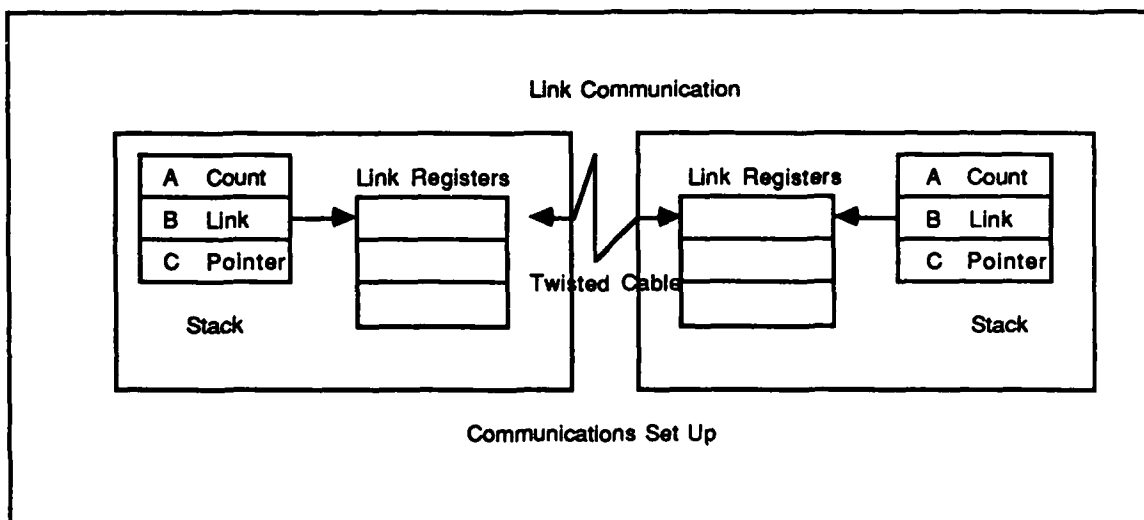 Link Communication
A Count
B Link
C Pointer
Stack
Link Registers
Twisted Cable
Link Registers
A Count
B Link
C Pointer
Stack
Communications Set Up